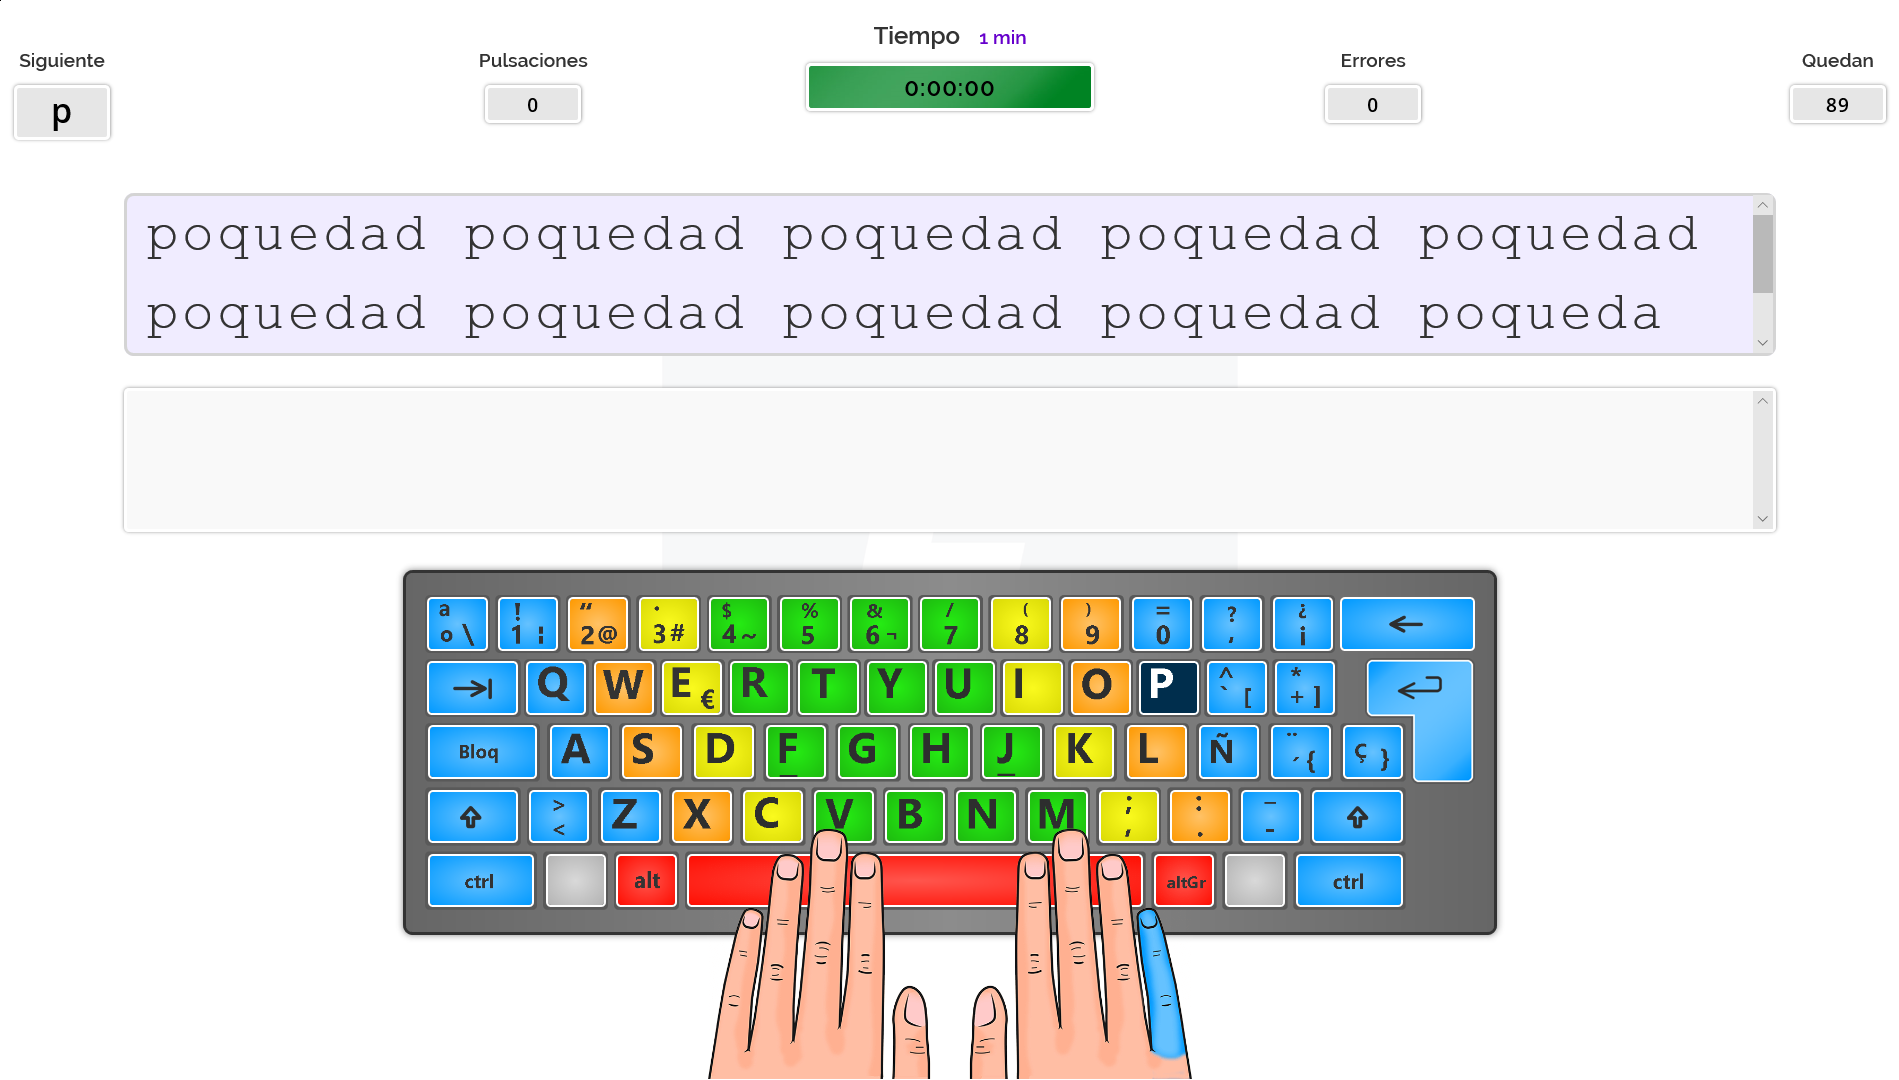 Tiempo 1 min
Siguiente Pulsaciones Errores Quedan
p 0 0:00:00 0 89
poquedad poquedad poquedad poquedad poquedad
poquedad poquedad poquedad poquedad poqueda
a ! “ · $ % & / ( ) = ? ¿
o \ 1 ¦ 2 @ 3 # 4 ~ 5 6 ¬ 7 8 9 0 ' ¡ ←
→| Q W E € R T Y U I O P ^ ` [ * + ]
Bloq A S D F G H J K L Ñ ¨ ´ { ç }
> < Z X C V B N M ; , : . _ -
ctrl alt altGr ctrl